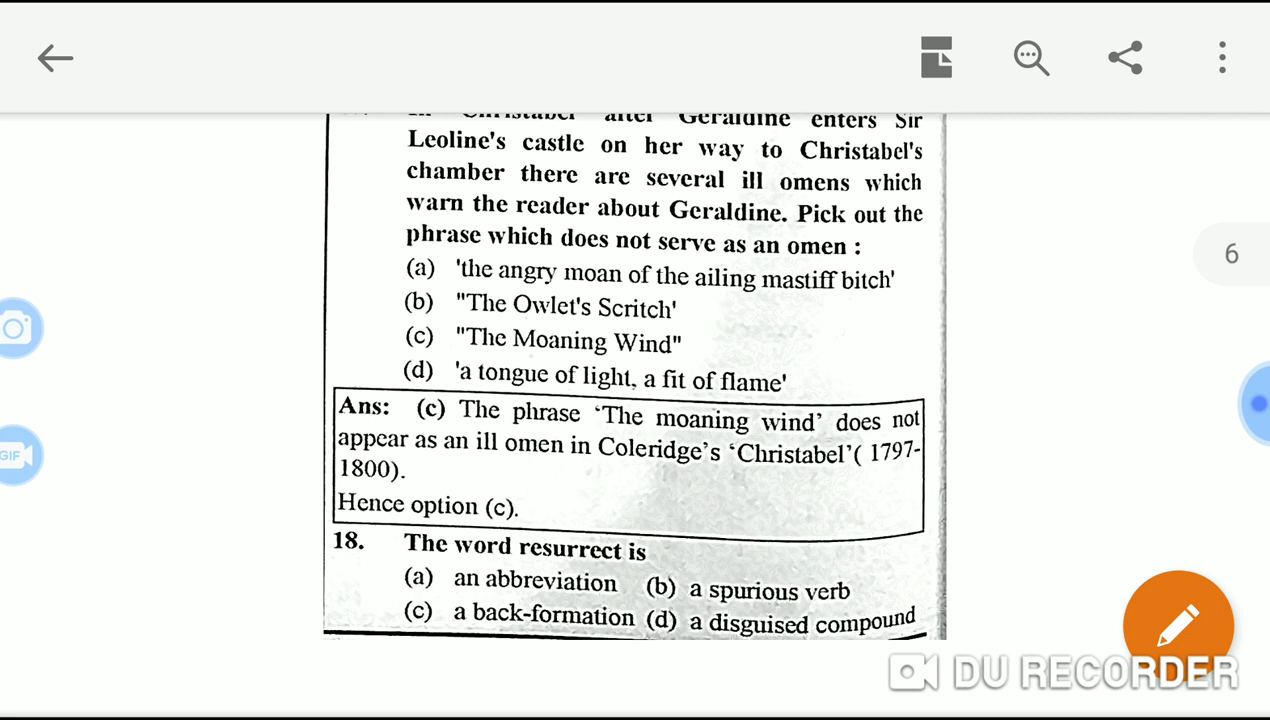 In Christabel after Geraldine enters Sir
Leoline's castle on her way to Christabel's
chamber there are several ill omens which
warn the reader about Geraldine. Pick out the
phrase which does not serve as an omen :
(a) 'the angry moan of the ailing mastiff bitch'
(b) "The Owlet's Scritch'
(c) "The Moaning Wind"
(d) 'a tongue of light, a fit of flame'
Ans: (c) The phrase ‘The moaning wind’ does not
appear as an ill omen in Coleridge’s ‘Christabel’( 1797-
1800).
Hence option (c).
18. The word resurrect is
(a) an abbreviation (b) a spurious verb
(c) a back-formation (d) a disguised compound
6
GIF
DU RECORDER